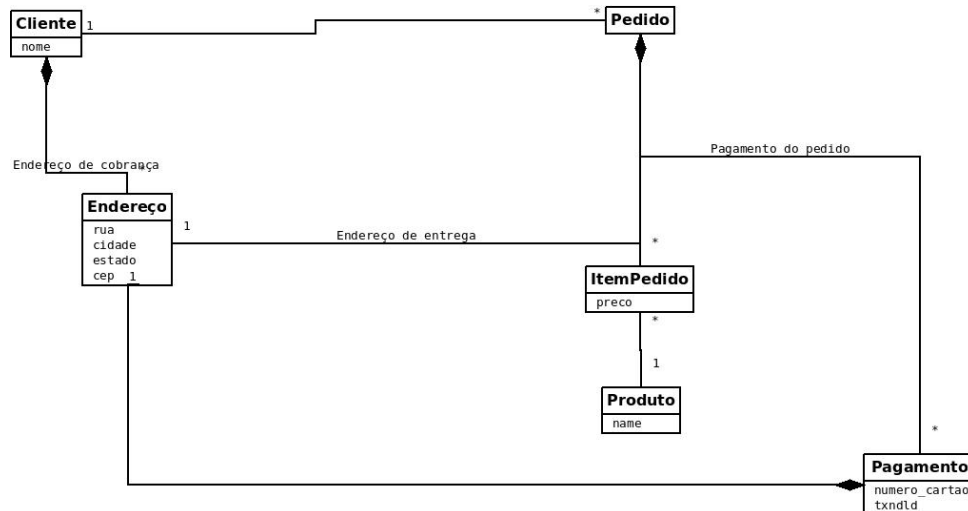 Cliente
nome
1
*
Pedido
Pagamento do pedido
Endereço de cobrança
*
Endereço
rua
cidade
estado
cep 1
1
Endereço de entrega
*
ItemPedido
preco
*
1
Produto
name
*
Pagamento
numero_cartao
txndld